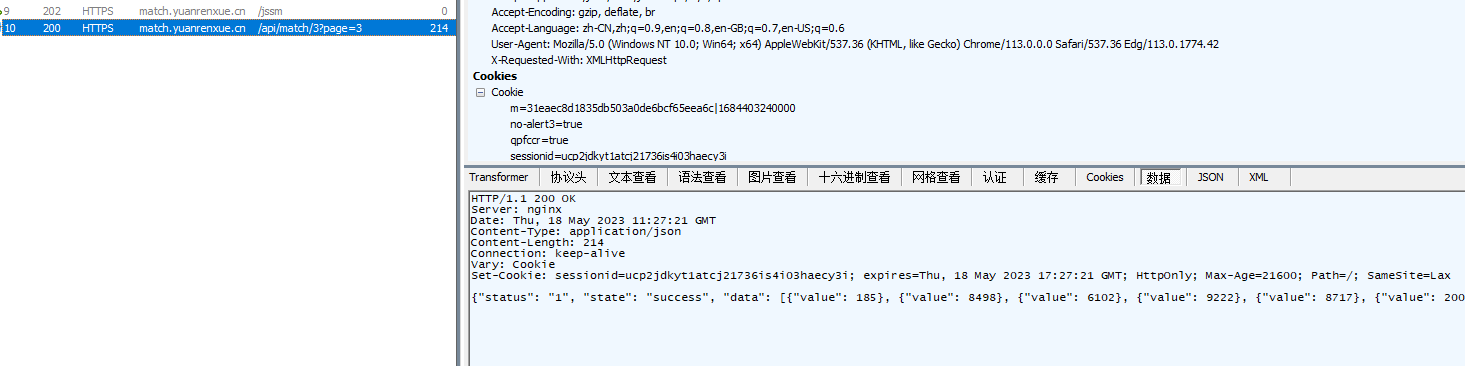 9 202 HTTPS match.yuanrenxue.cn /jssm 0
10 200 HTTPS match.yuanrenxue.cn /api/match/3?page=3 214
Accept-Encoding: gzip, deflate, br
Accept-Language: zh-CN,zh;q=0.9,en;q=0.8,en-GB;q=0.7,en-US;q=0.6
User-Agent: Mozilla/5.0 (Windows NT 10.0; Win64; x64) AppleWebKit/537.36 (KHTML, like Gecko) Chrome/113.0.0.0 Safari/537.36 Edg/113.0.1774.42
X-Requested-With: XMLHttpRequest
Cookies
Cookie
m=31eaec8d1835db503a0de6bcf65eea6c|1684403240000
no-alert3=true
qpfccr=true
sessionid=ucp2jdkyt1atcj21736is4i03haecy3i
Transformer 协议头 文本查看 语法查看 图片查看 十六进制查看 网格查看 认证 缓存 Cookies 数据 JSON XML
HTTP/1.1 200 OK
Server: nginx
Date: Thu, 18 May 2023 11:27:21 GMT
Content-Type: application/json
Content-Length: 214
Connection: keep-alive
Vary: Cookie
Set-Cookie: sessionid=ucp2jdkyt1atcj21736is4i03haecy3i; expires=Thu, 18 May 2023 17:27:21 GMT; HttpOnly; Max-Age=21600; Path=/; SameSite=Lax
{"status": "1", "state": "success", "data": [{"value": 185}, {"value": 8498}, {"value": 6102}, {"value": 9222}, {"value": 8717}, {"value": 200